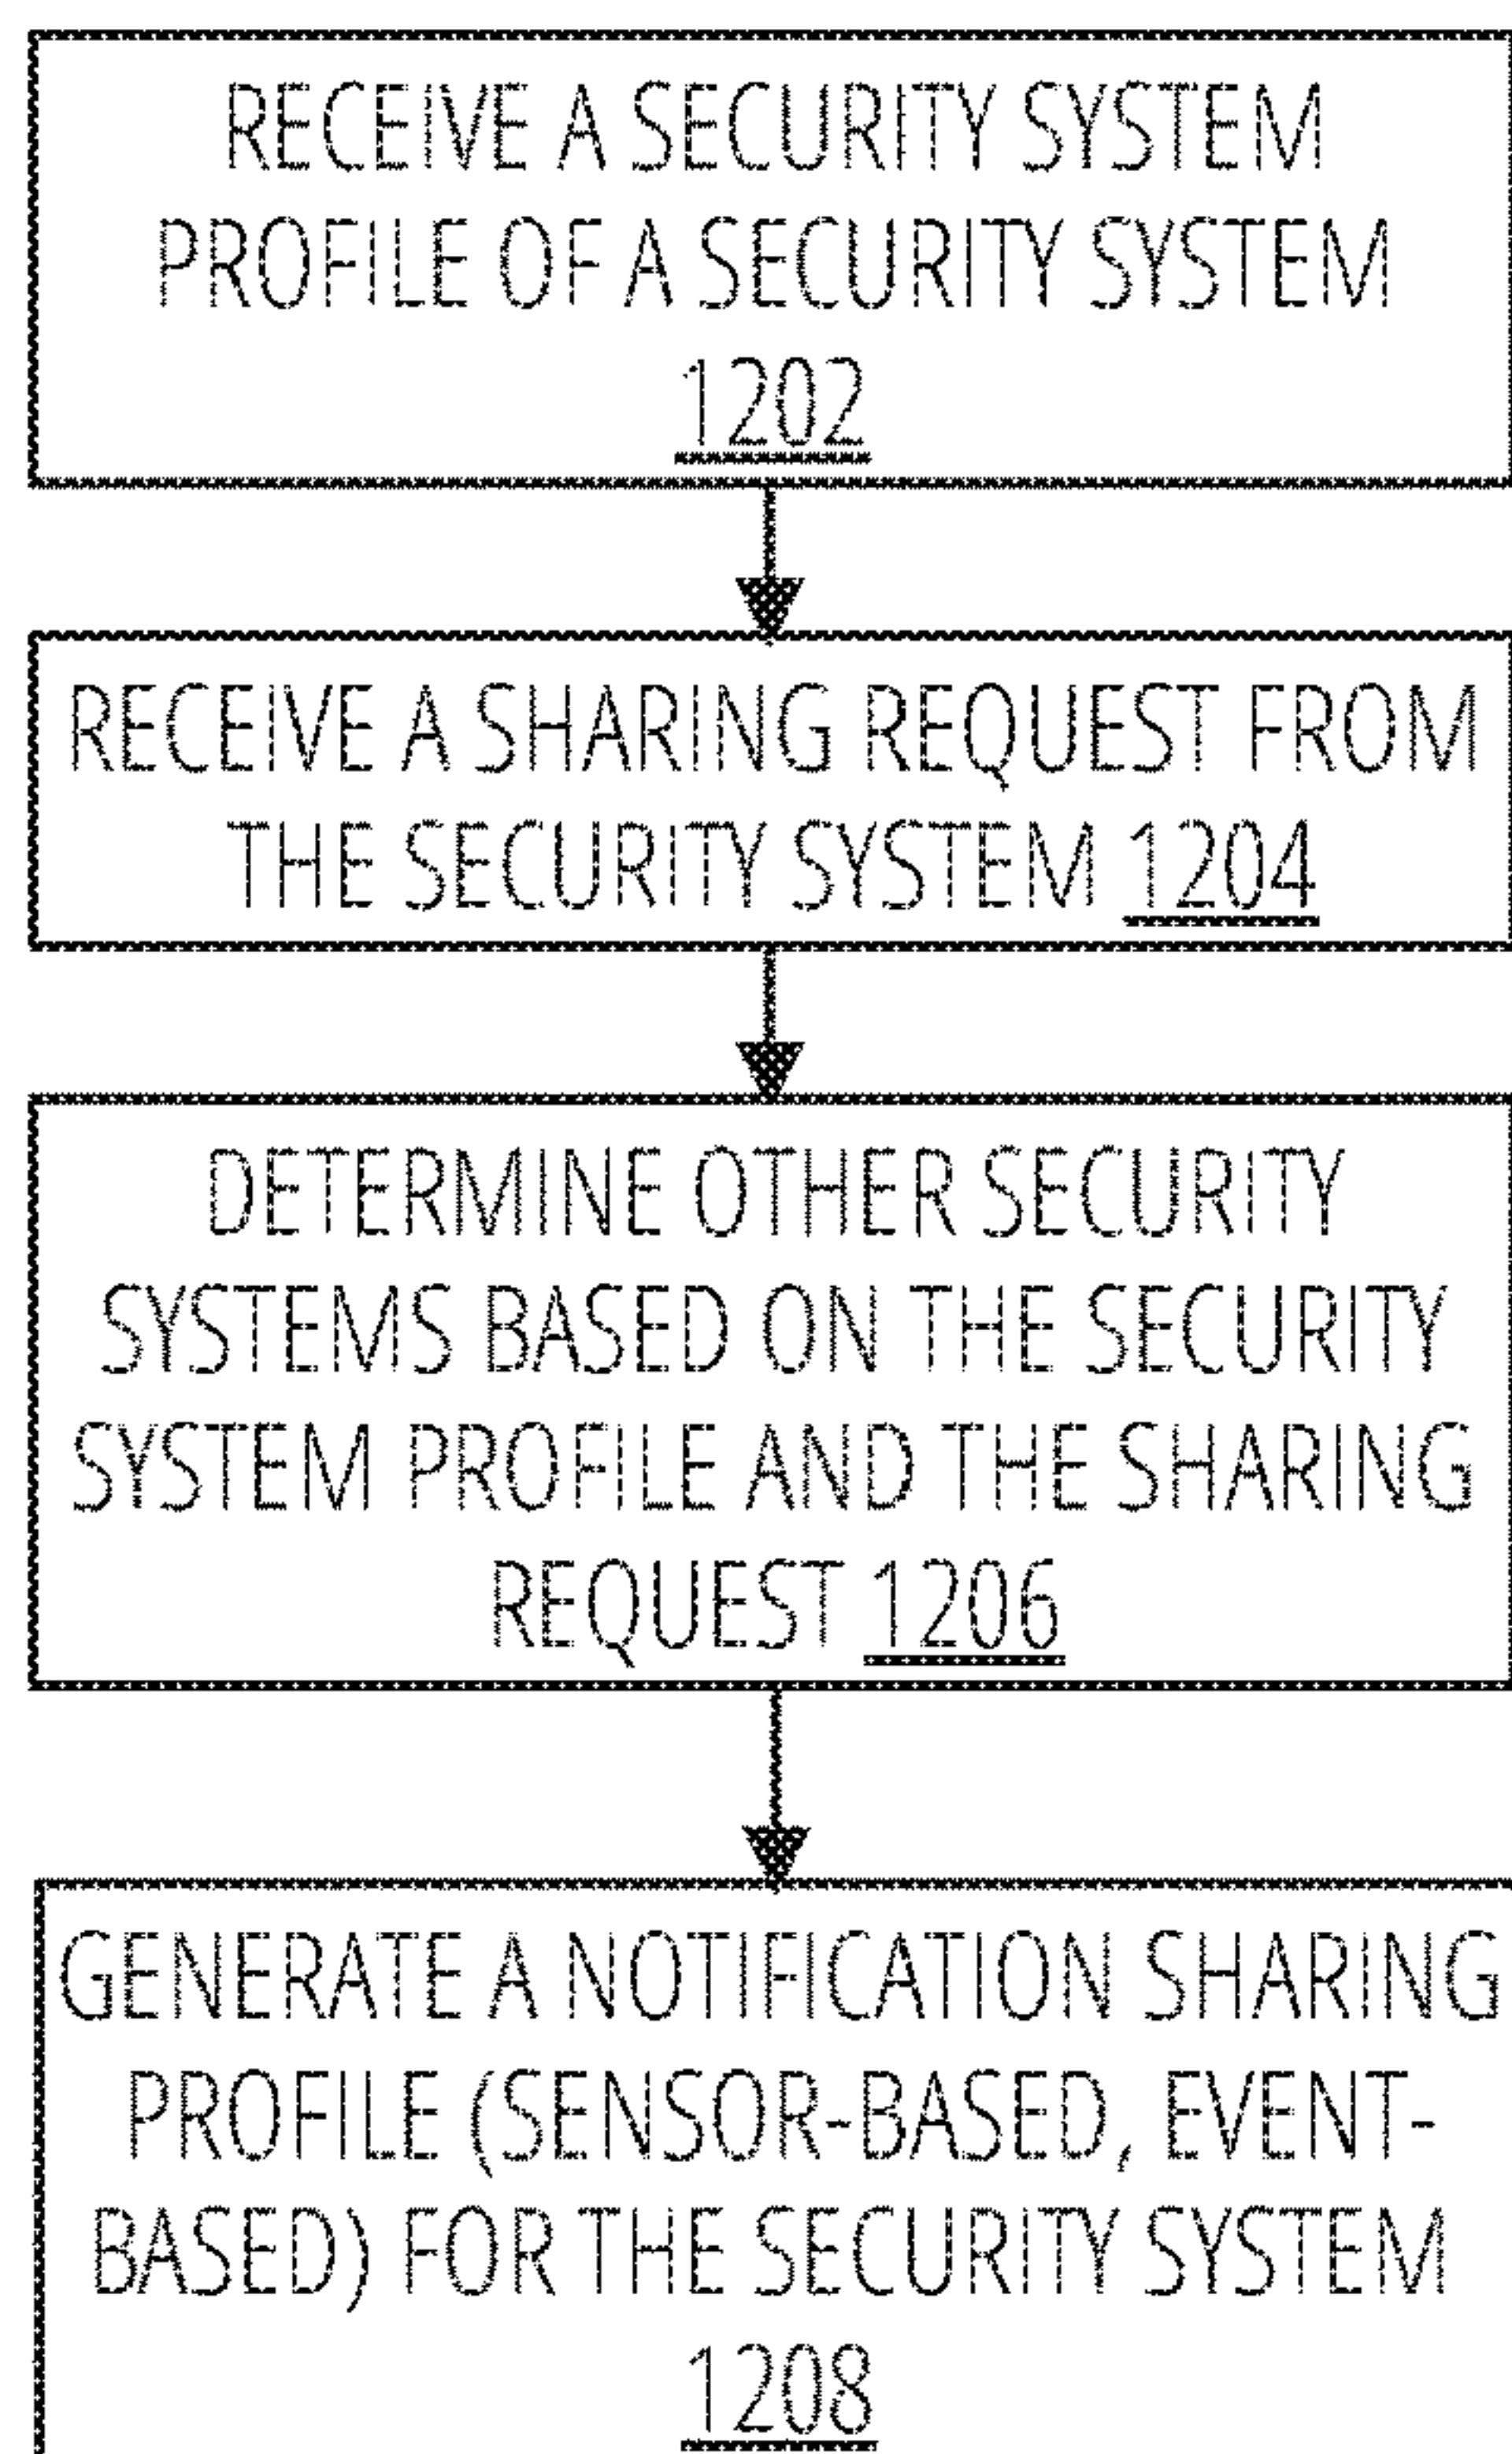 RECEIVE A SECURITY SYSTEM
PROFILE OF A SECURITY SYSTEM
1202
RECEIVE A SHARING REQUEST FROM
THE SECURITY SYSTEM 1204
DETERMINE OTHER SECURITY
SYSTEMS BASED ON THE SECURITY
SYSTEM PROFILE AND THE SHARING
REQUEST 1206
GENERATE A NOTIFICATION SHARING
PROFILE (SENSOR-BASED, EVENT-
BASED) FOR THE SECURITY SYSTEM
1208